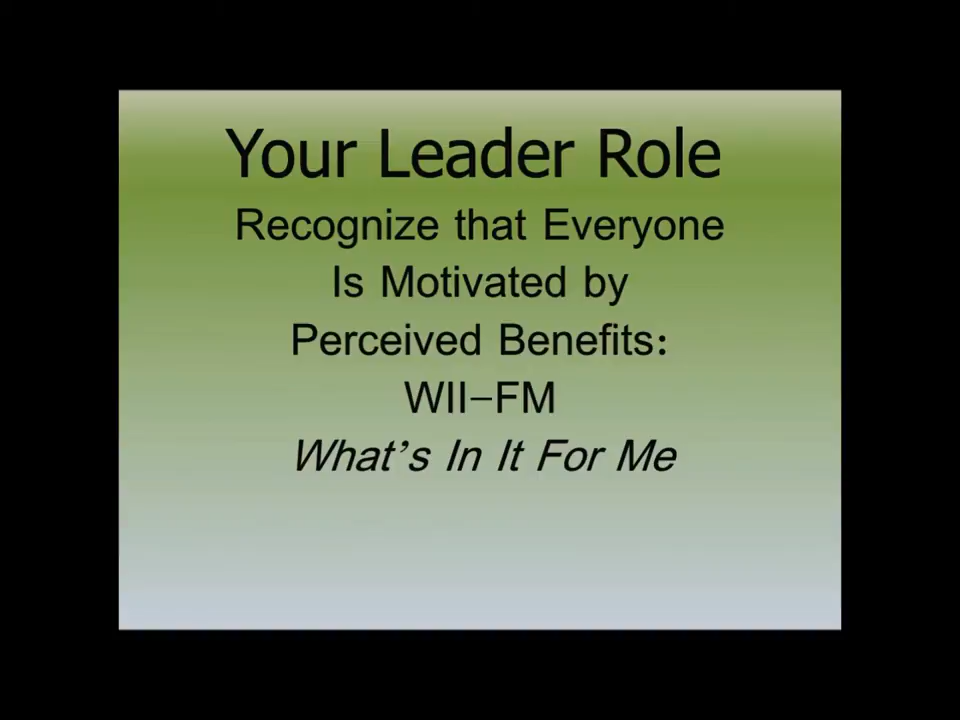 Your Leader Role
Recognize that Everyone
Is Motivated by
Perceived Benefits:
WII–FM
What's In It For Me